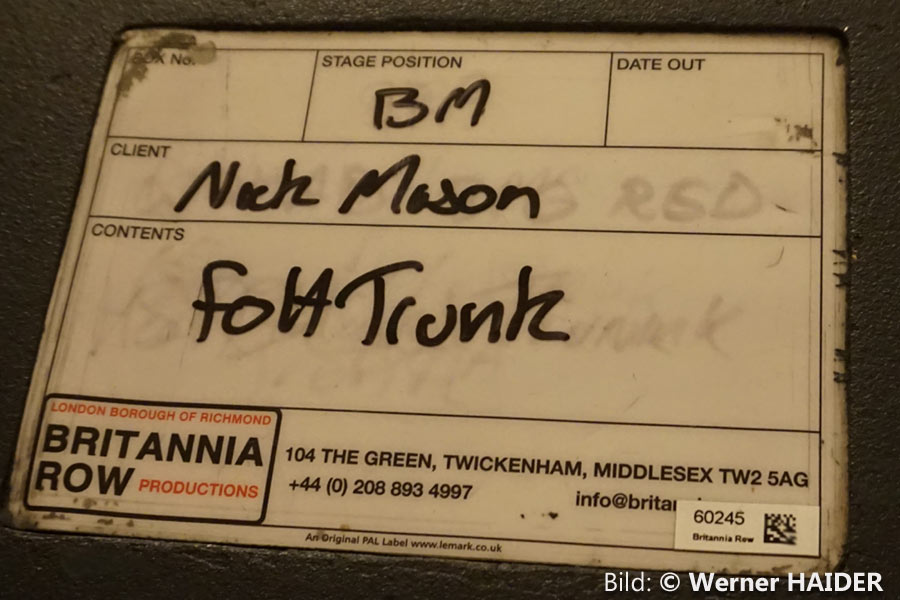 BOX No.
STAGE POSITION
DATE OUT
BM
CLIENT
Nick Mason
CONTENTS
FOH Trunk
LONDON BOROUGH OF RICHMOND
BRITANNIA
ROW PRODUCTIONS
104 THE GREEN, TWICKENHAM, MIDDLESEX TW2 5AG
+44 (0) 208 893 4997
60245
Britannia Row
An Original PAL Label www.lemark.co.uk
Bild: © Werner HAIDER